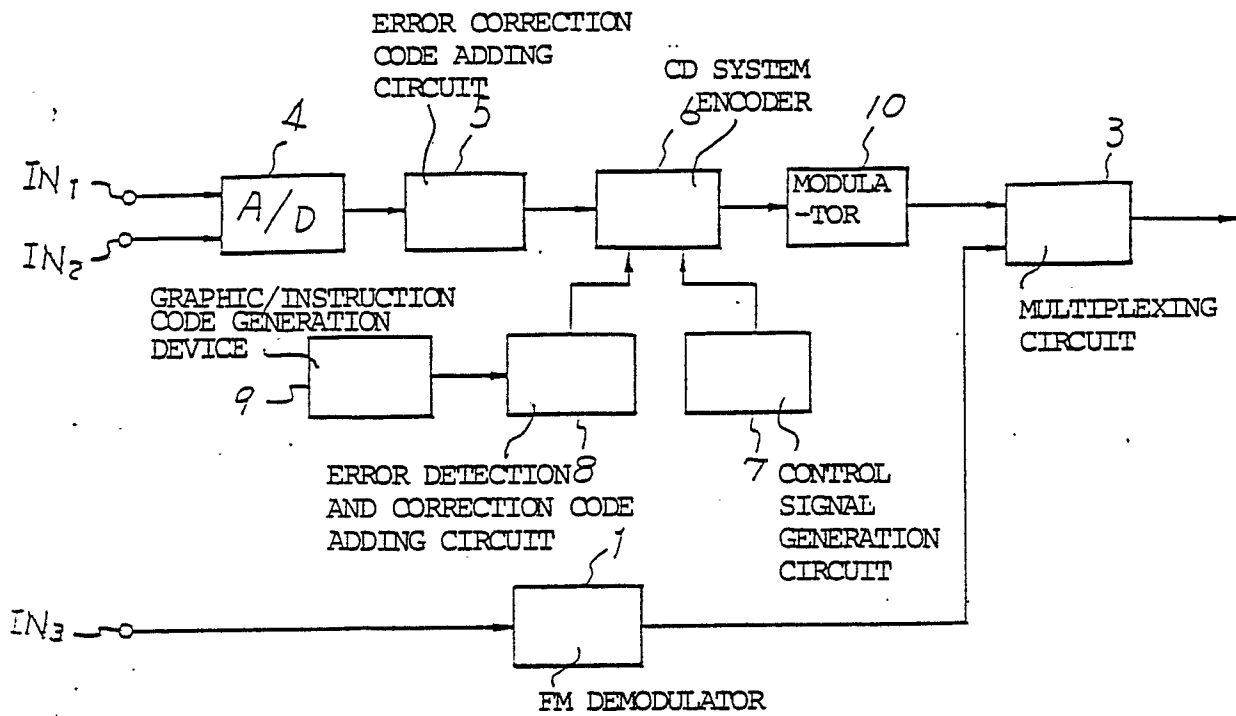 ERROR CORRECTION
CODE ADDING
CIRCUIT
CD SYSTEM
ENCODER
4
5
6
10
3
IN1
IN2
A/D
MODULA
-TOR
GRAPHIC/INSTRUCTION
CODE GENERATION
DEVICE
MULTIPLEXING
CIRCUIT
9
8
7
ERROR DETECTION
AND CORRECTION CODE
ADDING CIRCUIT
CONTROL
SIGNAL
GENERATION
CIRCUIT
1
IN3
FM DEMODULATOR